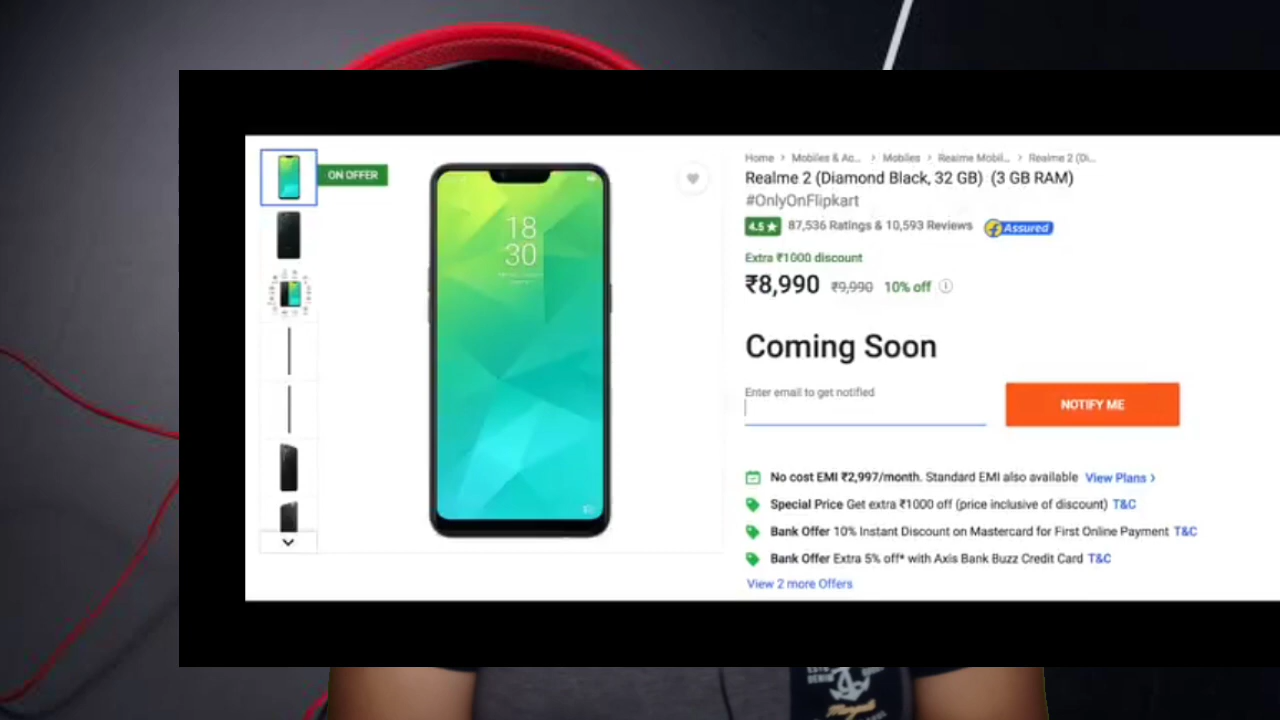 ON OFFER
18
30
Home > Mobiles & Ac... > Mobiles > Realme Mobil... > Realme 2 (Di...
Realme 2 (Diamond Black, 32 GB) (3 GB RAM)
#OnlyOnFlipkart
4.5★ 87,536 Ratings & 10,593 Reviews Assured
Extra ₹1000 discount
₹8,990 ₹9,990 10% off
Coming Soon
Enter email to get notified
NOTIFY ME
No cost EMI ₹2,997/month. Standard EMI also available View Plans >
Special Price Get extra ₹1000 off (price inclusive of discount) T&C
Bank Offer 10% Instant Discount on Mastercard for First Online Payment T&C
Bank Offer Extra 5% off* with Axis Bank Buzz Credit Card T&C
View 2 more Offers
DENIM